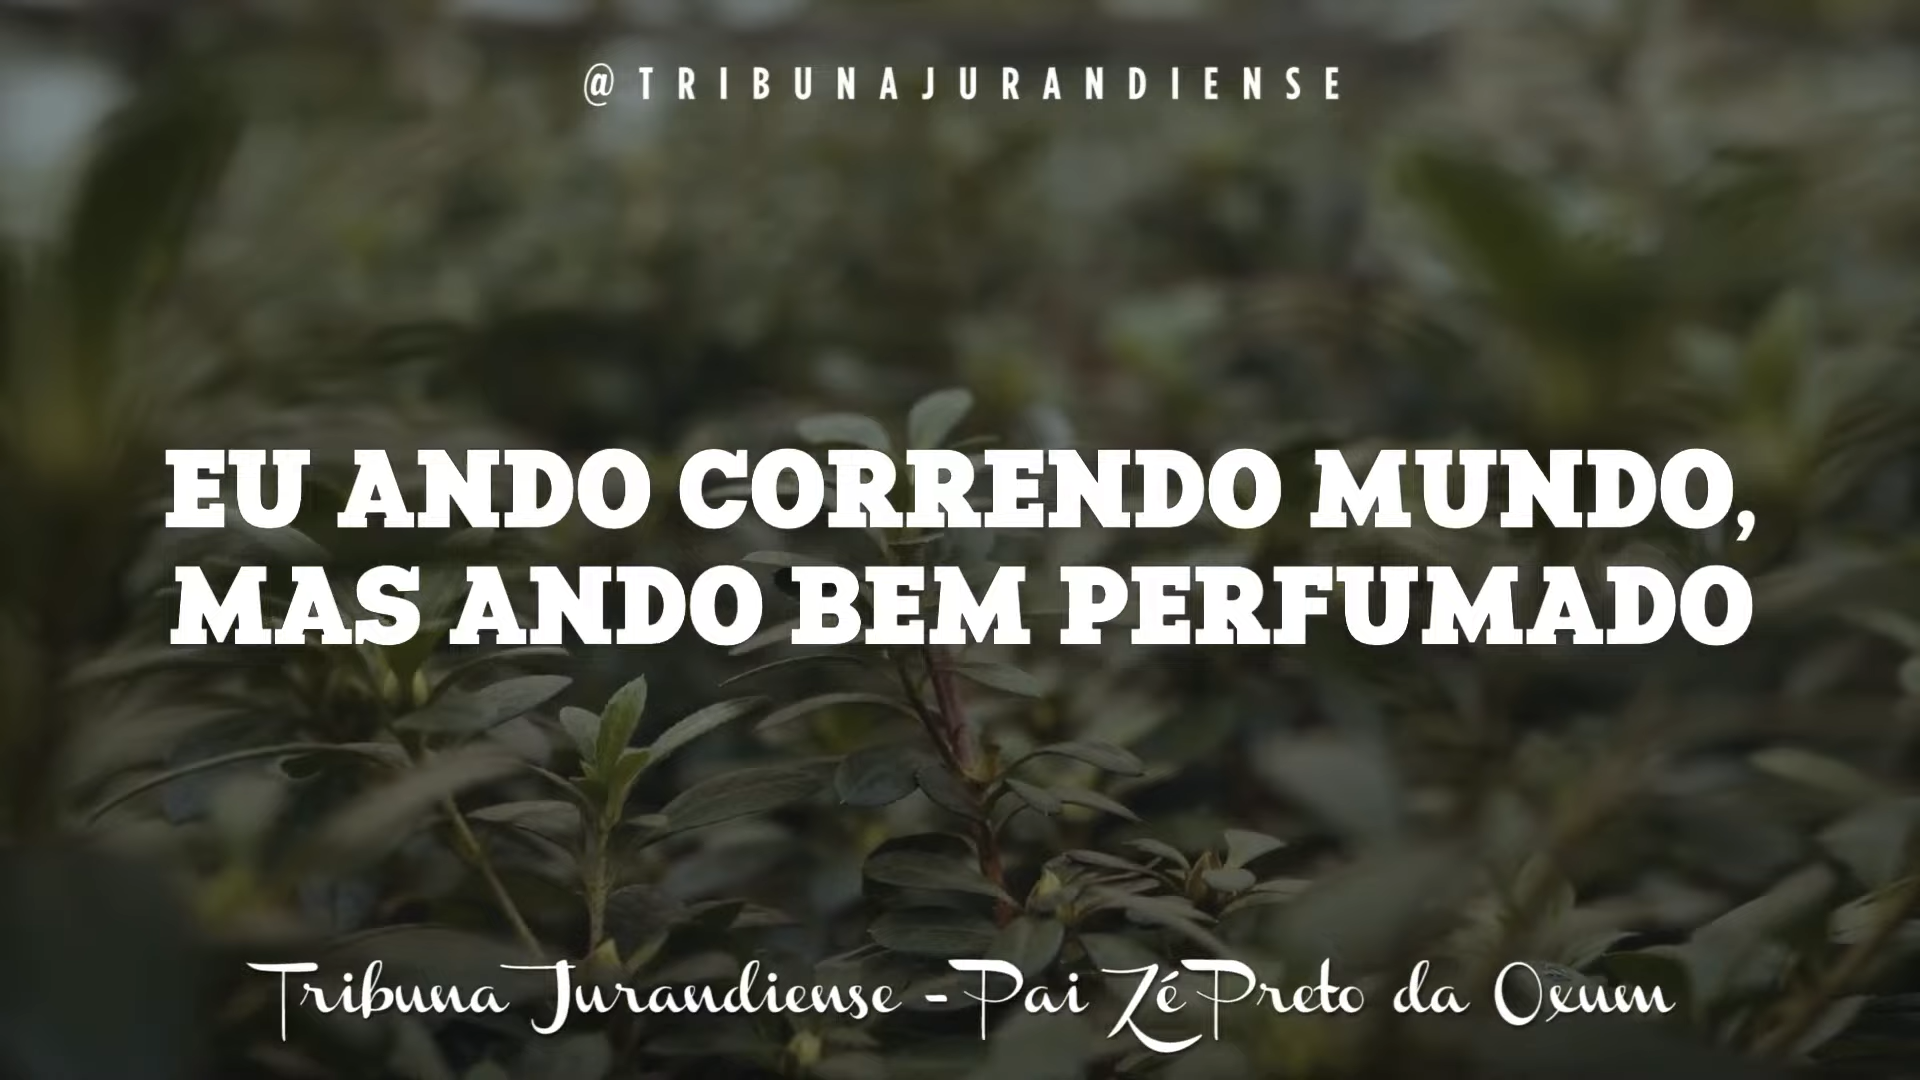 @TRIBUNAJURANDIENSE
EU ANDO CORRENDO MUNDO,
MAS ANDO BEM PERFUMADO
Tribuna Jurandiense - Pai Zé Preto da Oxum